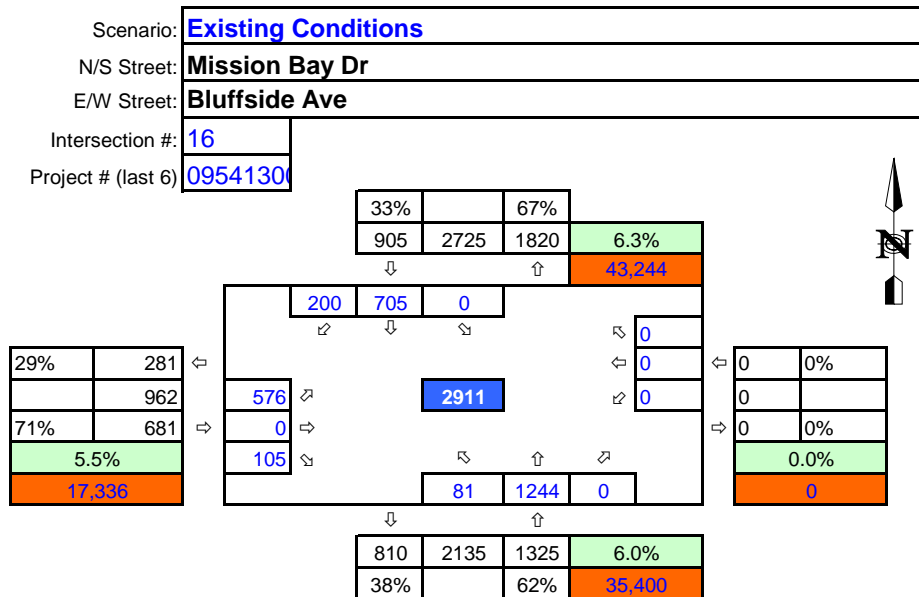 Scenario: Existing Conditions
N/S Street: Mission Bay Dr
E/W Street: Bluffside Ave
Intersection #: 16
Project # (last 6) 09541300
33% 67%
905 2725 1820 6.3%
⇩ ⇧ 43,244
N
200 705 0
⬃ ⇩ ⬂
⬁ 0
29% 281 ⇦ ⇦ 0 ⇦ 0 0%
962 576 ⬀ 2911 ⬃ 0 0
71% 681 ⇨ 0 ⇨ ⇨ 0 0%
5.5% 105 ⬂ ⬁ ⇧ ⬀ 0.0%
17,336 81 1244 0 0
⇩ ⇧
810 2135 1325 6.0%
38% 62% 35,400